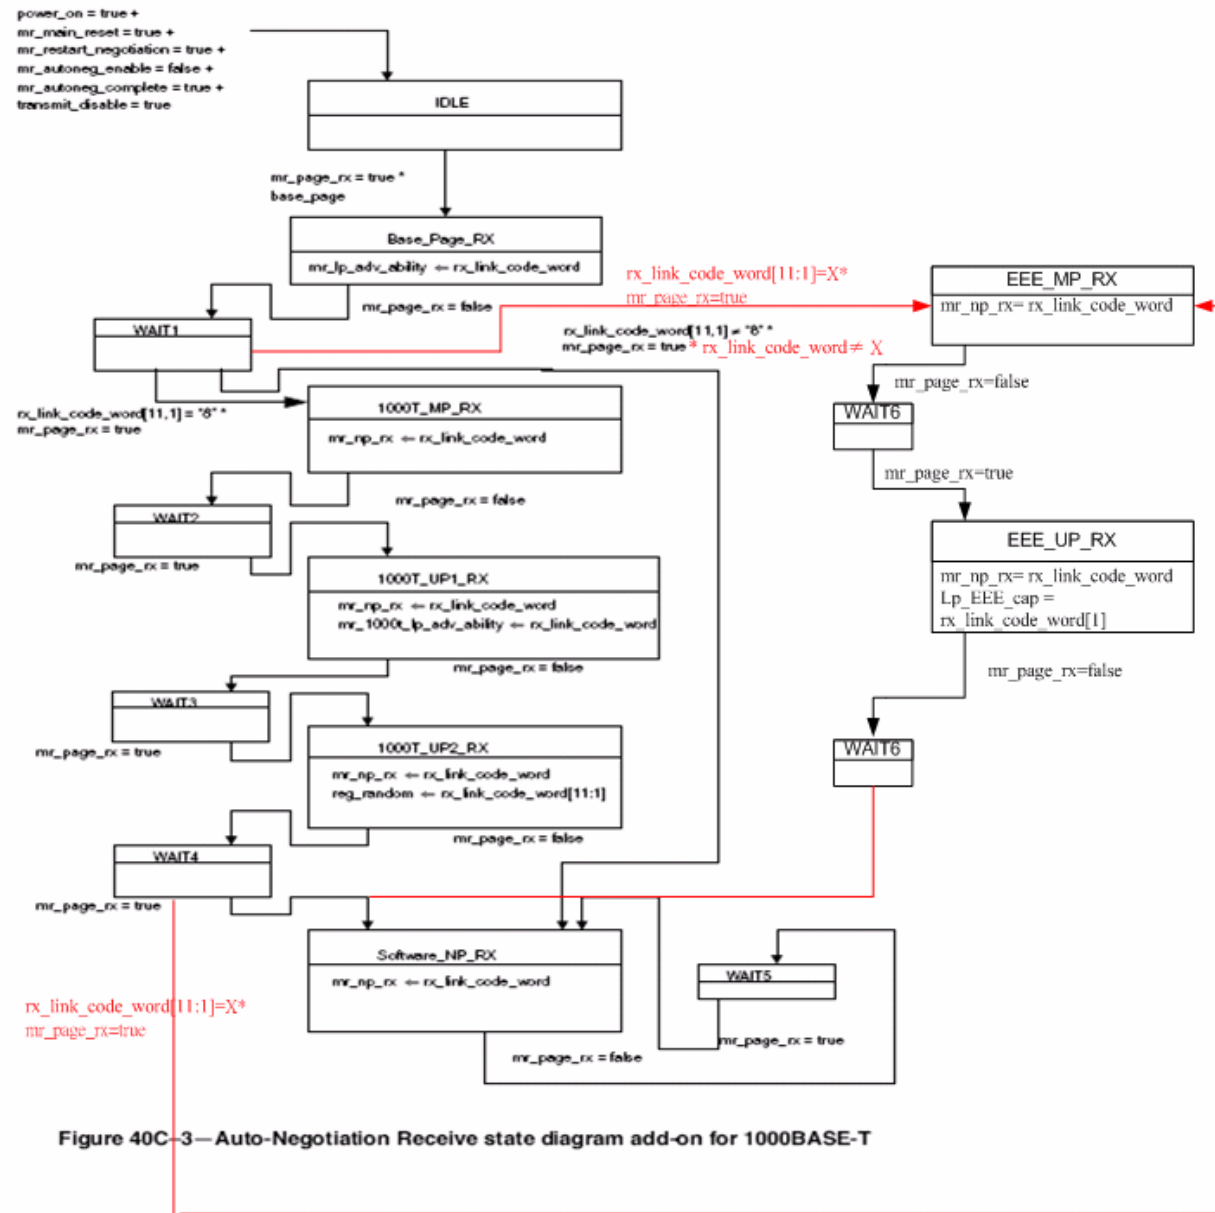 power_on = true +
mr_main_reset = true +
mr_restart_negotiation = true +
mr_autoneg_enable = false +
mr_autoneg_complete = true +
transmit_disable = true
IDLE
mr_page_rx = true *
base_page
Base_Page_RX
mr_lp_adv_ability ⇐ rx_link_code_word
mr_page_rx = false
WAIT1
rx_link_code_word[11:1]=X*
mr_page_rx=true
EEE_MP_RX
mr_np_rx= rx_link_code_word
rx_link_code_word[11,1] ≠ "8" *
mr_page_rx = true * rx_link_code_word≠ X
mr_page_rx=false
WAIT6
rx_link_code_word[11,1] = "8" *
mr_page_rx = true
1000T_MP_RX
mr_np_rx ⇐ rx_link_code_word
mr_page_rx=true
mr_page_rx = false
WAIT2
mr_page_rx = true
EEE_UP_RX
mr_np_rx= rx_link_code_word
Lp_EEE_cap =
rx_link_code_word[1]
1000T_UP1_RX
mr_np_rx ⇐ rx_link_code_word
mr_1000t_lp_adv_ability ⇐ rx_link_code_word
mr_page_rx = false
mr_page_rx=false
WAIT3
mr_page_rx = true
WAIT6
1000T_UP2_RX
mr_np_rx ⇐ rx_link_code_word
reg_random ⇐ rx_link_code_word[11:1]
mr_page_rx = false
WAIT4
mr_page_rx = true
Software_NP_RX
mr_np_rx ⇐ rx_link_code_word
WAIT5
rx_link_code_word[11:1]=X*
mr_page_rx=true
mr_page_rx = true
mr_page_rx = false
Figure 40C–3—Auto-Negotiation Receive state diagram add-on for 1000BASE-T